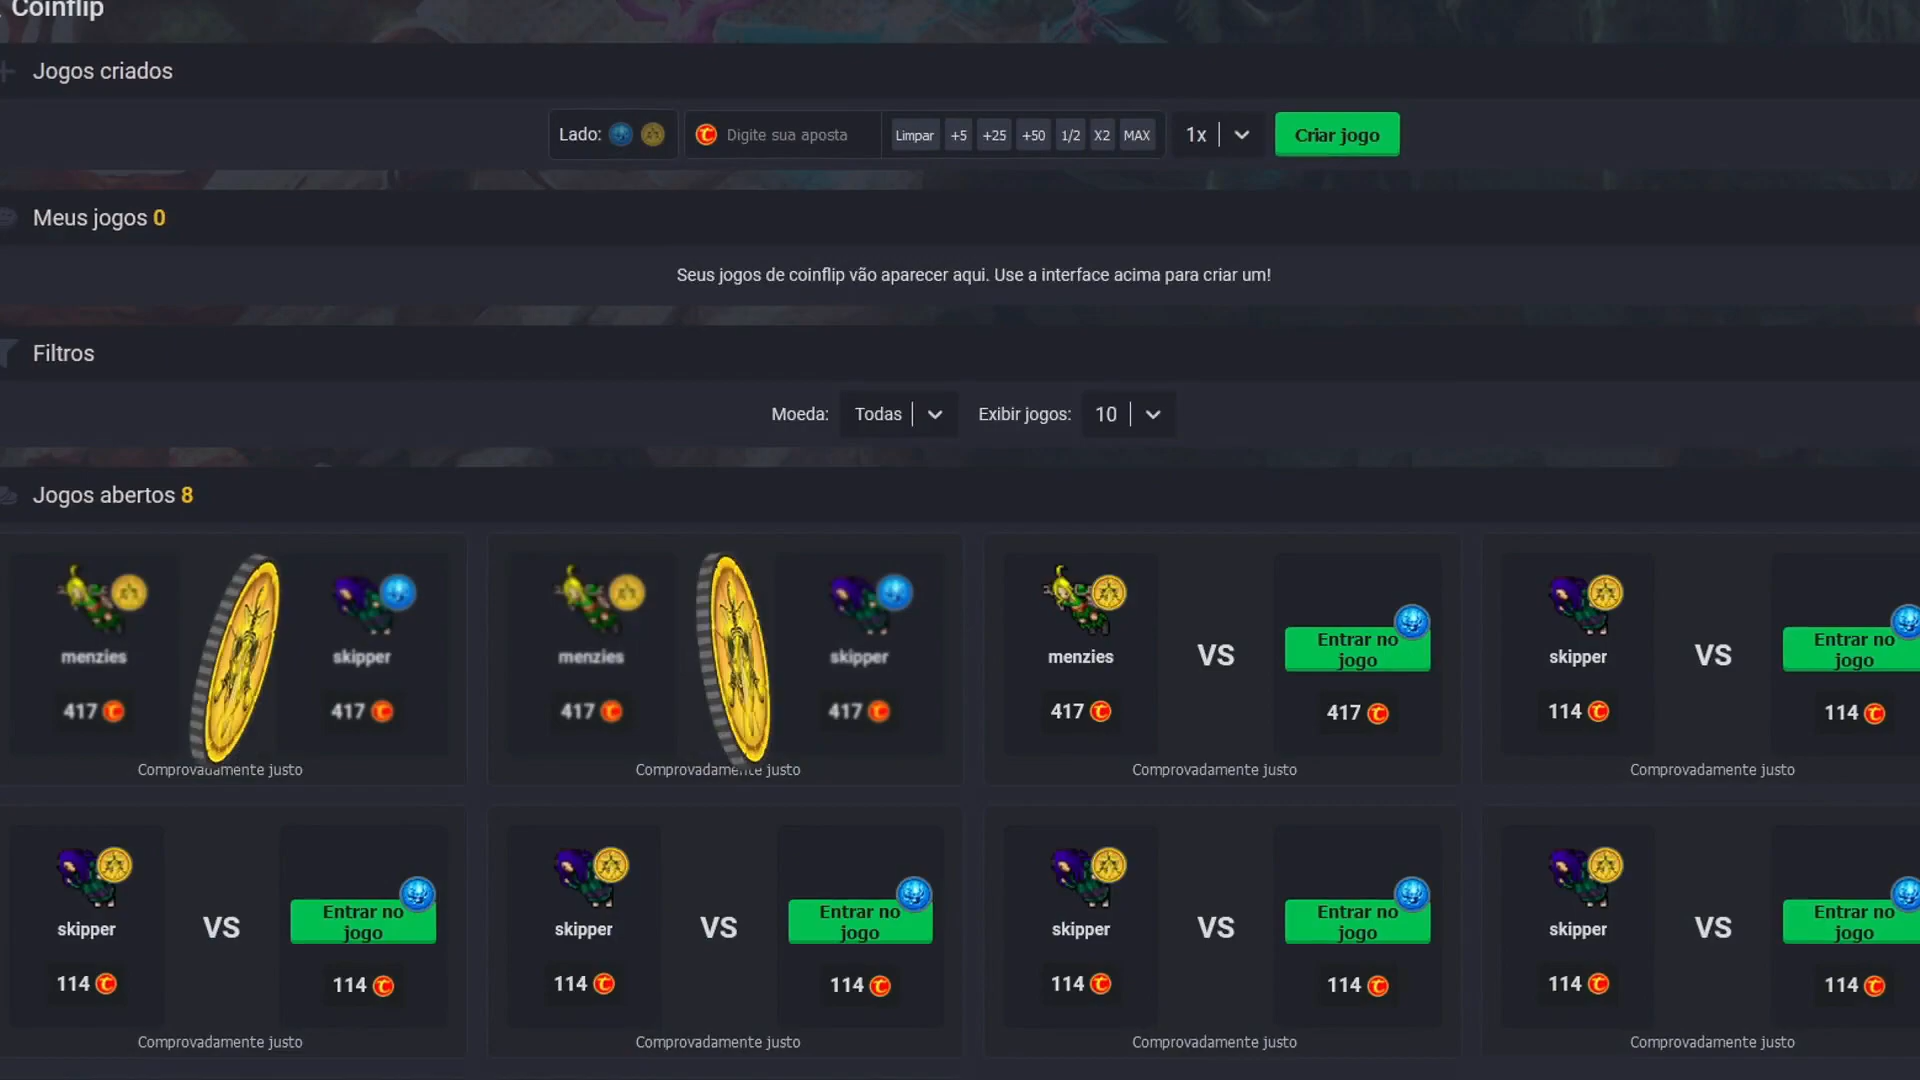 Coinflip
Jogos criados
Lado:
Digite sua aposta
Limpar +5 +25 +50 1/2 X2 MAX
1x
Criar jogo
Meus jogos 0
Seus jogos de coinflip vão aparecer aqui. Use a interface acima para criar um!
Filtros
Moeda: Todas
Exibir jogos: 10
Jogos abertos 8
menzies
417
skipper
417
Comprovadamente justo
menzies
417
skipper
417
Comprovadamente justo
menzies
417
VS
Entrar no
jogo
417
Comprovadamente justo
skipper
114
VS
Entrar no
jogo
114
Comprovadamente justo
skipper
114
VS
Entrar no
jogo
114
Comprovadamente justo
skipper
114
VS
Entrar no
jogo
114
Comprovadamente justo
skipper
114
VS
Entrar no
jogo
114
Comprovadamente justo
skipper
114
VS
Entrar no
jogo
114
Comprovadamente justo